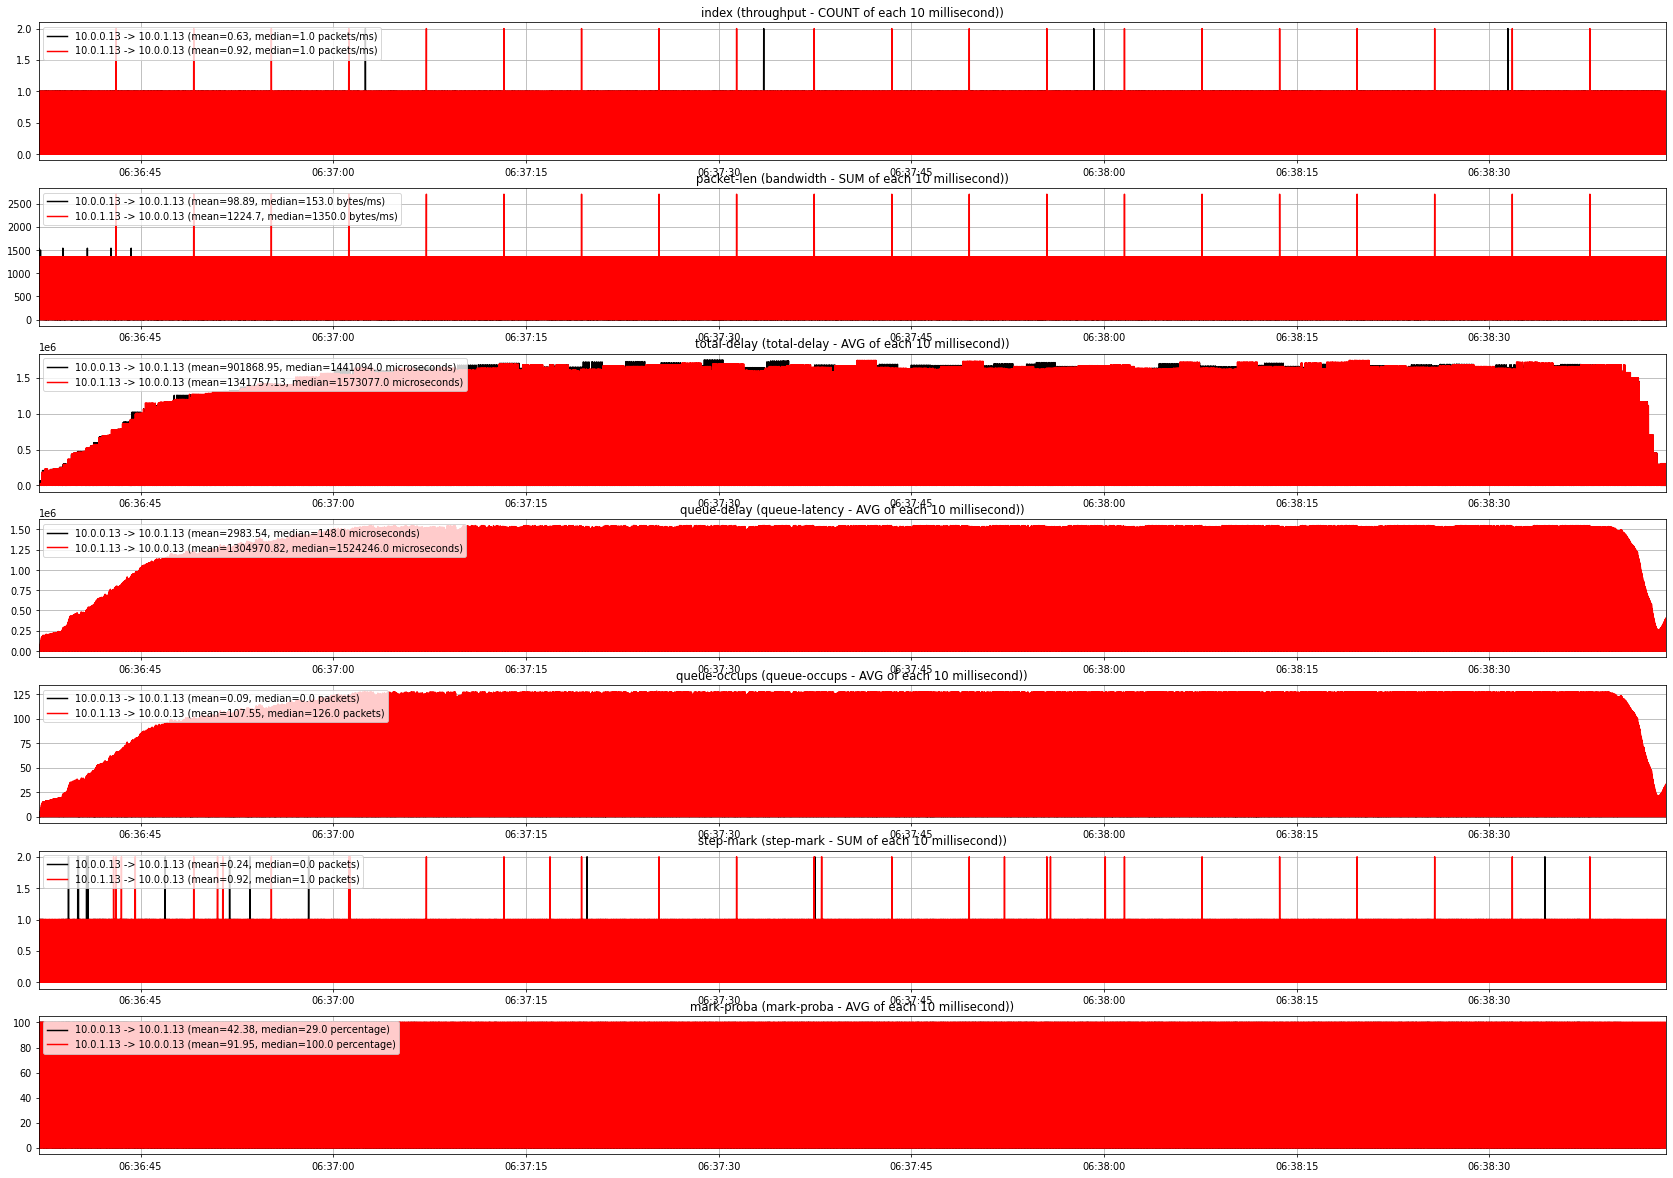 index (throughput - COUNT of each 10 millisecond))
2.0
1.5
1.0
0.5
0.0
10.0.0.13 -> 10.0.1.13 (mean=0.63, median=1.0 packets/ms)
10.0.1.13 -> 10.0.0.13 (mean=0.92, median=1.0 packets/ms)
06:36:45 06:37:00 06:37:15 06:37:30 06:37:45 06:38:00 06:38:15 06:38:30
packet-len (bandwidth - SUM of each 10 millisecond))
2500
2000
1500
1000
500
0
10.0.0.13 -> 10.0.1.13 (mean=98.89, median=153.0 bytes/ms)
10.0.1.13 -> 10.0.0.13 (mean=1224.7, median=1350.0 bytes/ms)
06:36:45 06:37:00 06:37:15 06:37:30 06:37:45 06:38:00 06:38:15 06:38:30
total-delay (total-delay - AVG of each 10 millisecond))
1e6
1.5
1.0
0.5
0.0
10.0.0.13 -> 10.0.1.13 (mean=901868.95, median=1441094.0 microseconds)
10.0.1.13 -> 10.0.0.13 (mean=1341757.13, median=1573077.0 microseconds)
06:36:45 06:37:00 06:37:15 06:37:30 06:37:45 06:38:00 06:38:15 06:38:30
queue-delay (queue-latency - AVG of each 10 millisecond))
1e6
1.50
1.25
1.00
0.75
0.50
0.25
0.00
10.0.0.13 -> 10.0.1.13 (mean=2983.54, median=148.0 microseconds)
10.0.1.13 -> 10.0.0.13 (mean=1304970.82, median=1524246.0 microseconds)
06:36:45 06:37:00 06:37:15 06:37:30 06:37:45 06:38:00 06:38:15 06:38:30
queue-occups (queue-occups - AVG of each 10 millisecond))
125
100
75
50
25
0
10.0.0.13 -> 10.0.1.13 (mean=0.09, median=0.0 packets)
10.0.1.13 -> 10.0.0.13 (mean=107.55, median=126.0 packets)
06:36:45 06:37:00 06:37:15 06:37:30 06:37:45 06:38:00 06:38:15 06:38:30
step-mark (step-mark - SUM of each 10 millisecond))
2.0
1.5
1.0
0.5
0.0
10.0.0.13 -> 10.0.1.13 (mean=0.24, median=0.0 packets)
10.0.1.13 -> 10.0.0.13 (mean=0.92, median=1.0 packets)
06:36:45 06:37:00 06:37:15 06:37:30 06:37:45 06:38:00 06:38:15 06:38:30
mark-proba (mark-proba - AVG of each 10 millisecond))
100
80
60
40
20
0
10.0.0.13 -> 10.0.1.13 (mean=42.38, median=29.0 percentage)
10.0.1.13 -> 10.0.0.13 (mean=91.95, median=100.0 percentage)
06:36:45 06:37:00 06:37:15 06:37:30 06:37:45 06:38:00 06:38:15 06:38:30